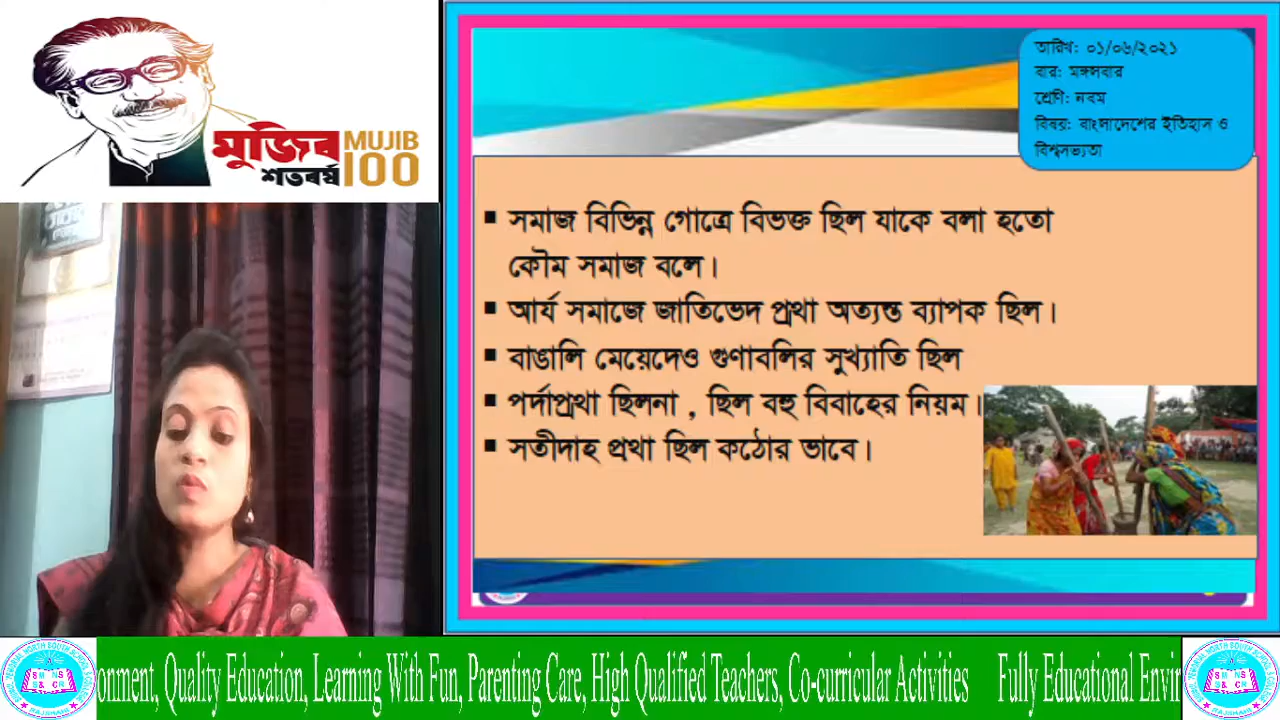 মুজিব
শতবর্ষ
MUJIB
100
তারিখ: ০১/০৬/২০২১
বার: মঙ্গলবার
শ্রেণি: নবম
বিষয়: বাংলাদেশের ইতিহাস ও
বিশ্বসভ্যতা
▪ সমাজ বিভিন্ন গোত্রে বিভক্ত ছিল যাকে বলা হতো
কৌম সমাজ বলে।
▪ আর্য সমাজে জাতিভেদ প্রথা অত্যন্ত ব্যাপক ছিল।
▪ বাঙালি মেয়েদেও গুণাবলির সুখ্যাতি ছিল
▪ পর্দাপ্রথা ছিলনা , ছিল বহু বিবাহের নিয়ম।
▪ সতীদাহ প্রথা ছিল কঠোর ভাবে।
onment, Quality Education, Learning With Fun, Parenting Care, High Qualified Teachers, Co-curricular Activities Fully Educational Envir